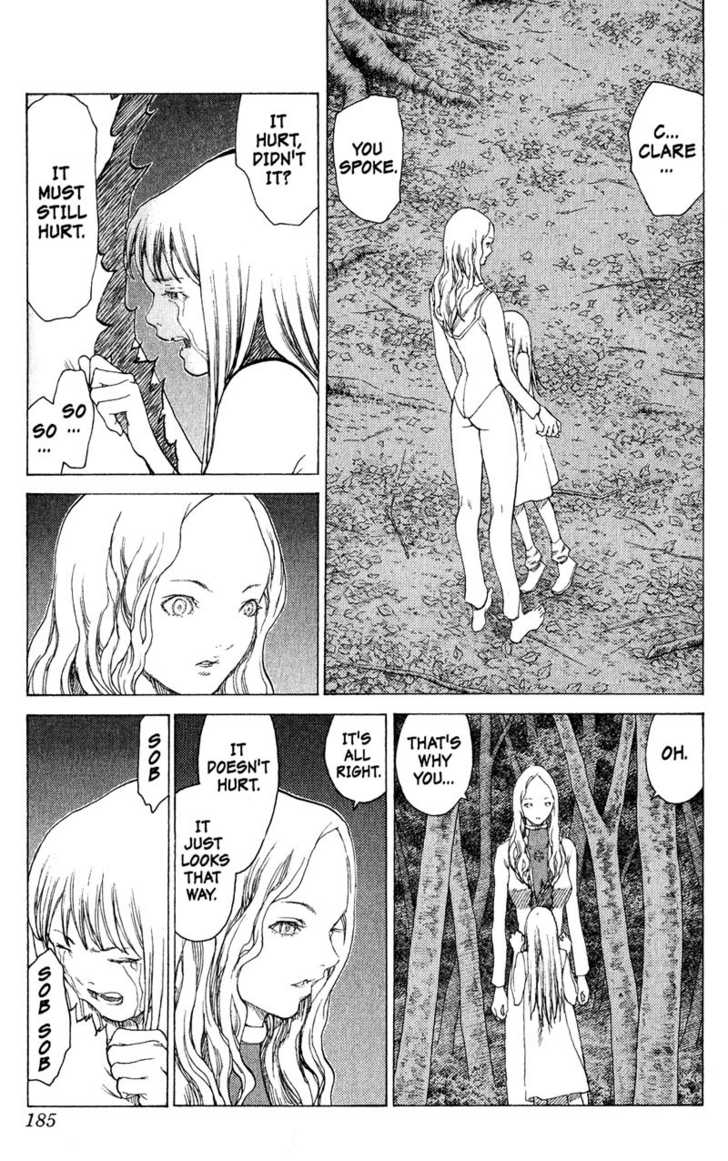 C...
CLARE
...
YOU
SPOKE.
IT
HURT,
DIDN'T
IT?
IT
MUST
STILL
HURT.
SO
...
SO
...
OH.
THAT'S
WHY
YOU...
IT'S
ALL
RIGHT.
IT
DOESN'T
HURT.
IT
JUST
LOOKS
THAT
WAY.
SOB
SOB SOB
185